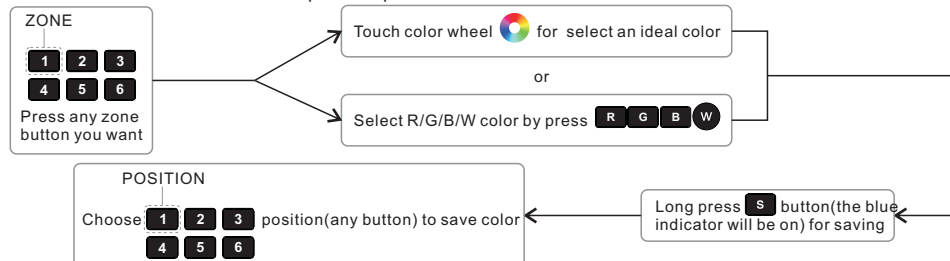 ZONE
1 2 3
4 5 6
Press any zone
button you want
Touch color wheel for select an ideal color
or
Select R/G/B/W color by press R G B W
POSITION
Choose 1 2 3 position(any button) to save color
4 5 6
Long press S button(the blue
indicator will be on) for saving